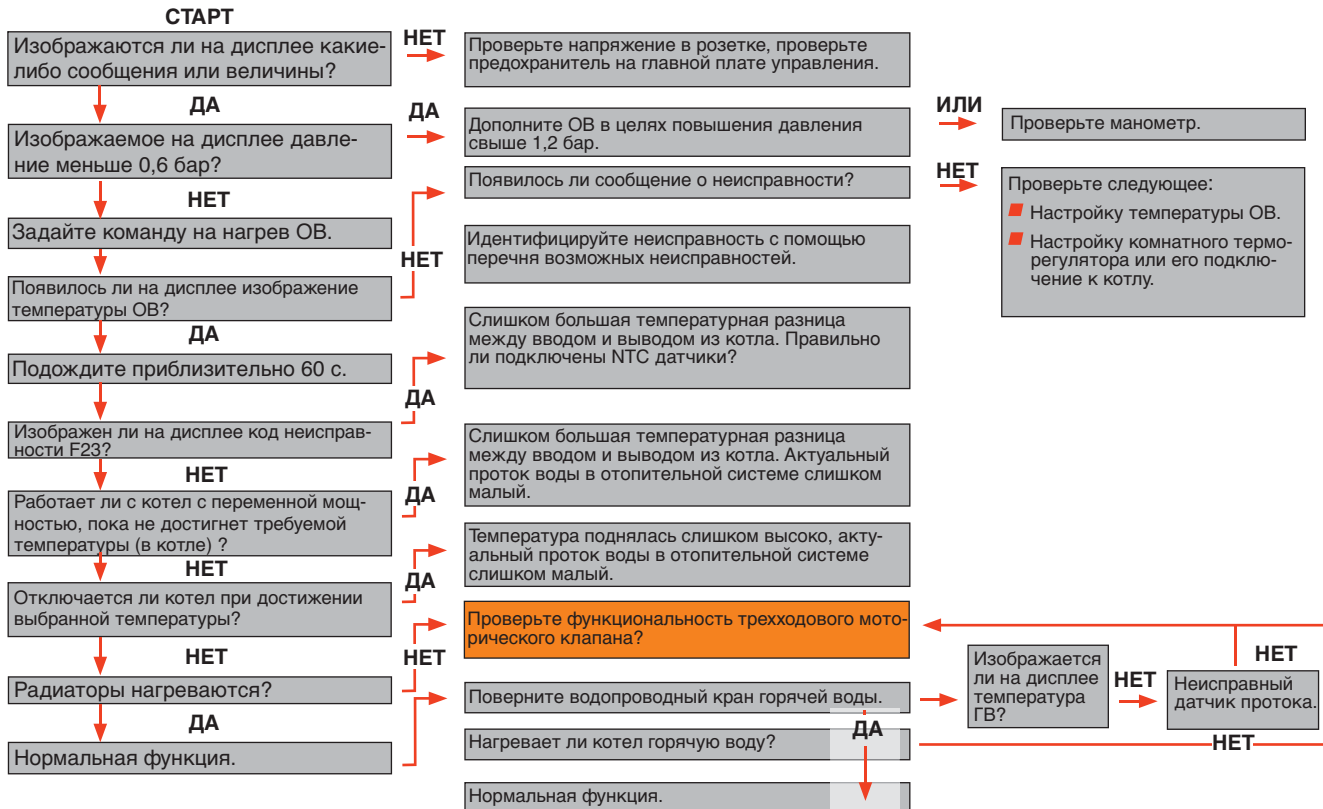 СТАРТ
Изображаются ли на дисплее какие-
либо сообщения или величины?
НЕТ
Проверьте напряжение в розетке, проверьте
предохранитель на главной плате управления.
ДА
Изображаемое на дисплее давле-
ние меньше 0,6 бар?
ДА
Дополните ОВ в целях повышения давления
свыше 1,2 бар.
ИЛИ
Проверьте манометр.
НЕТ
Задайте команду на нагрев ОВ.
Появилось ли на дисплее изображение
температуры ОВ?
НЕТ
Появилось ли сообщение о неисправности?
НЕТ
Проверьте следующее:
Настройку температуры ОВ.
Настройку комнатного термо-
регулятора или его подклю-
чение к котлу.
Идентифицируйте неисправность с помощью
перечня возможных неисправностей.
ДА
Подождите приблизительно 60 с.
Изображен ли на дисплее код неисправ-
ности F23?
ДА
Слишком большая температурная разница
между вводом и выводом из котла. Правильно
ли подключены NTC датчики?
НЕТ
Работает ли с котел с переменной мощ-
ностью, пока не достигнет требуемой
температуры (в котле) ?
ДА
Слишком большая температурная разница
между вводом и выводом из котла. Актуальный
проток воды в отопительной системе слишком
малый.
НЕТ
Отключается ли котел при достижении
выбранной температуры?
ДА
Температура поднялась слишком высоко, акту-
альный проток воды в отопительной системе
слишком малый.
НЕТ
Радиаторы нагреваются?
НЕТ
Проверьте функциональность трехходового мото-
рического клапана?
ДА
Нормальная функция.
Поверните водопроводный кран горячей воды.
Изображается
ли на дисплее
температура
ГВ?
НЕТ
Неисправный
датчик протока.
НЕТ
Нагревает ли котел горячую воду?
ДА
НЕТ
Нормальная функция.